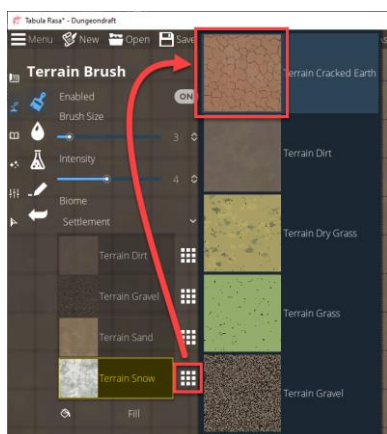 Tabula Rasa* - Dungeondraft
Menu New Open Save
Terrain Brush
Enabled ON
Brush Size
3
Intensity
4
Biome
Settlement
Terrain Dirt
Terrain Gravel
Terrain Sand
Terrain Snow
Fill
Terrain Cracked Earth
Terrain Dirt
Terrain Dry Grass
Terrain Grass
Terrain Gravel